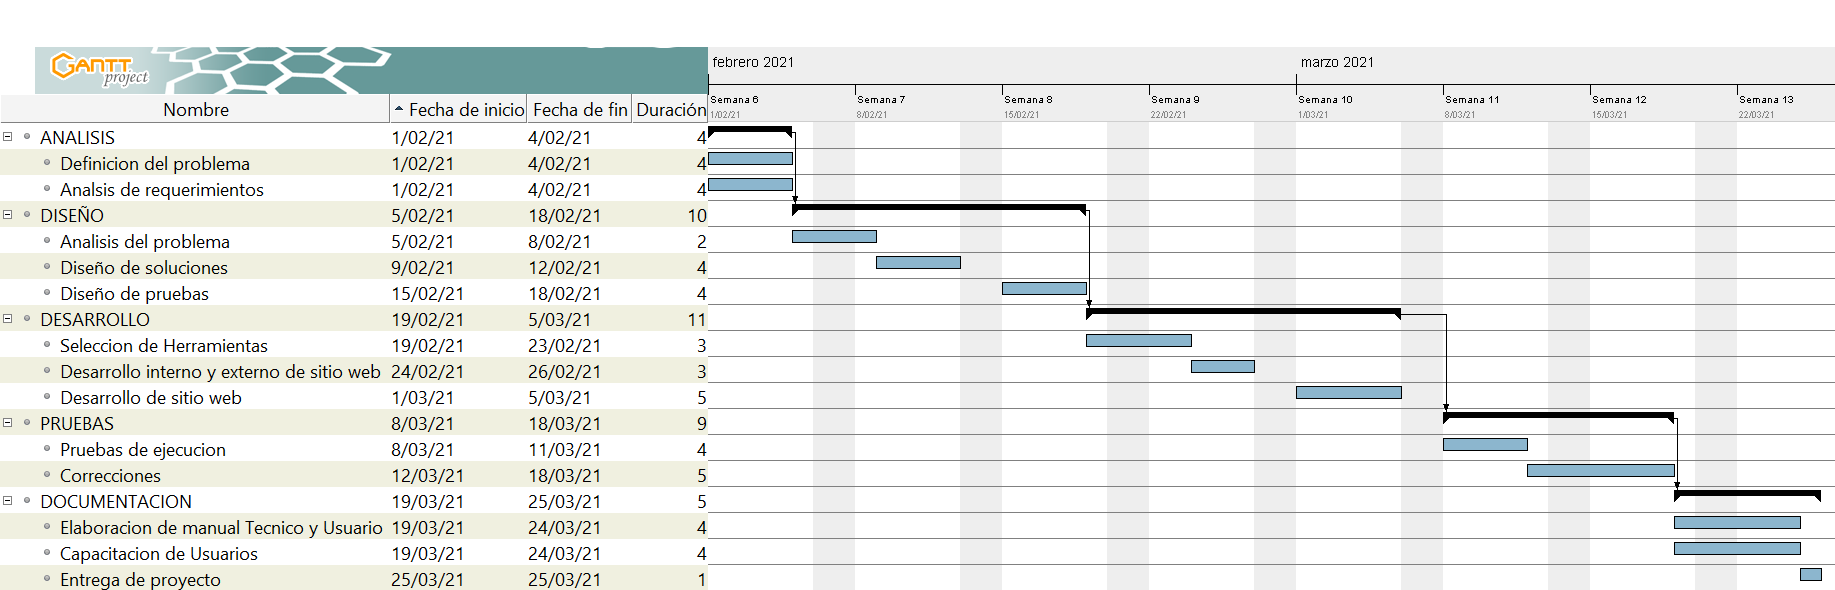 GANTT
project
febrero 2021 marzo 2021
Nombre Fecha de inicio Fecha de fin Duración
Semana 6 Semana 7 Semana 8 Semana 9 Semana 10 Semana 11 Semana 12 Semana 13
1/02/21 8/02/21 15/02/21 22/02/21 1/03/21 8/03/21 15/03/21 22/03/21
ANALISIS 1/02/21 4/02/21 4
Definicion del problema 1/02/21 4/02/21 4
Analsis de requerimientos 1/02/21 4/02/21 4
DISEÑO 5/02/21 18/02/21 10
Analisis del problema 5/02/21 8/02/21 2
Diseño de soluciones 9/02/21 12/02/21 4
Diseño de pruebas 15/02/21 18/02/21 4
DESARROLLO 19/02/21 5/03/21 11
Seleccion de Herramientas 19/02/21 23/02/21 3
Desarrollo interno y externo de sitio web 24/02/21 26/02/21 3
Desarrollo de sitio web 1/03/21 5/03/21 5
PRUEBAS 8/03/21 18/03/21 9
Pruebas de ejecucion 8/03/21 11/03/21 4
Correcciones 12/03/21 18/03/21 5
DOCUMENTACION 19/03/21 25/03/21 5
Elaboracion de manual Tecnico y Usuario 19/03/21 24/03/21 4
Capacitacion de Usuarios 19/03/21 24/03/21 4
Entrega de proyecto 25/03/21 25/03/21 1